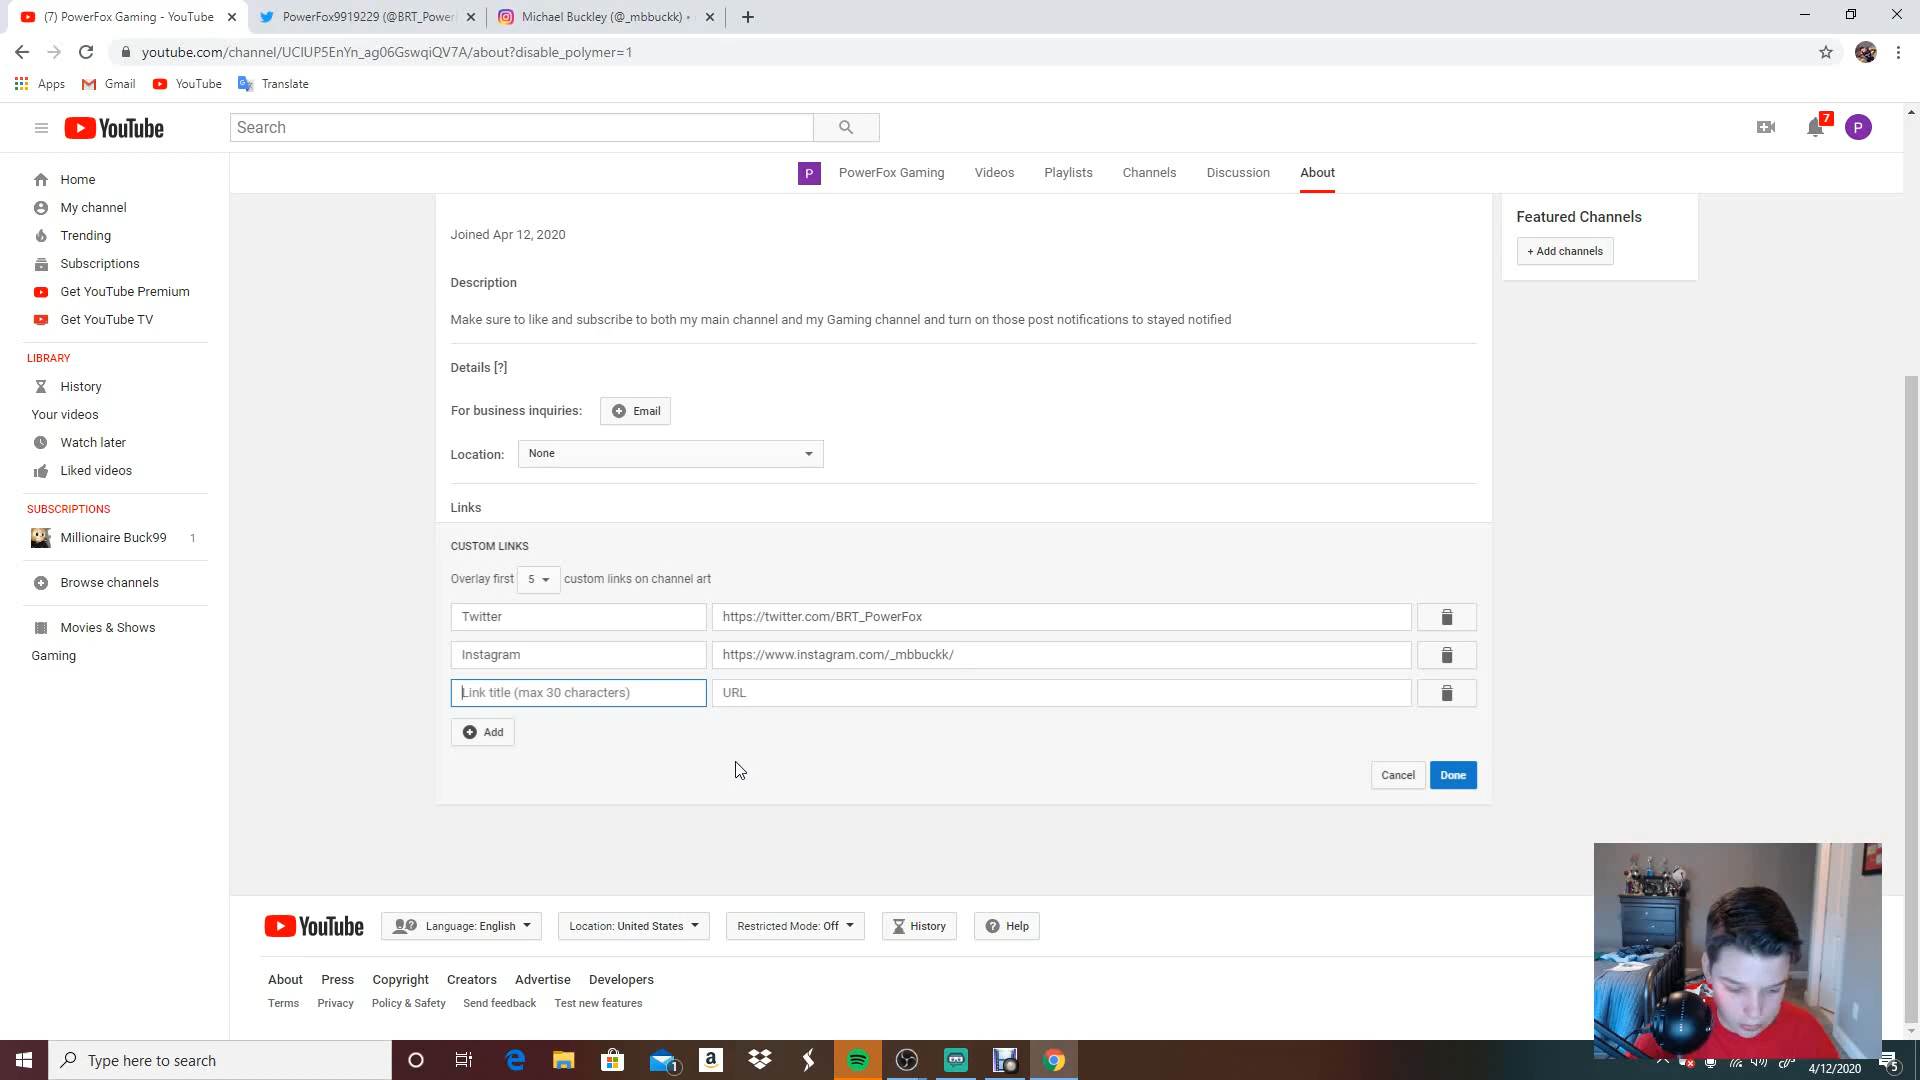 (7) PowerFox Gaming - YouTube
PowerFox9919229 (@BRT_Power
Michael Buckley (@_mbbuckk) •
youtube.com/channel/UCIUP5EnYn_ag06GswqiQV7A/about?disable_polymer=1
Apps
Gmail
YouTube
Translate
YouTube
Search
7
P
P
PowerFox Gaming
Videos
Playlists
Channels
Discussion
About
Home
My channel
Trending
Subscriptions
Get YouTube Premium
Get YouTube TV
LIBRARY
History
Your videos
Watch later
Liked videos
SUBSCRIPTIONS
Millionaire Buck99 1
Browse channels
Movies & Shows
Gaming
Joined Apr 12, 2020
Description
Make sure to like and subscribe to both my main channel and my Gaming channel and turn on those post notifications to stayed notified
Details [?]
For business inquiries: Email
Location: None
Links
CUSTOM LINKS
Overlay first 5 custom links on channel art
Twitter https://twitter.com/BRT_PowerFox
Instagram https://www.instagram.com/_mbbuckk/
Link title (max 30 characters) URL
Add
Cancel Done
Featured Channels
+ Add channels
YouTube
Language: English
Location: United States
Restricted Mode: Off
History
Help
About Press Copyright Creators Advertise Developers
Terms Privacy Policy & Safety Send feedback Test new features
Type here to search
1
4/12/2020
5